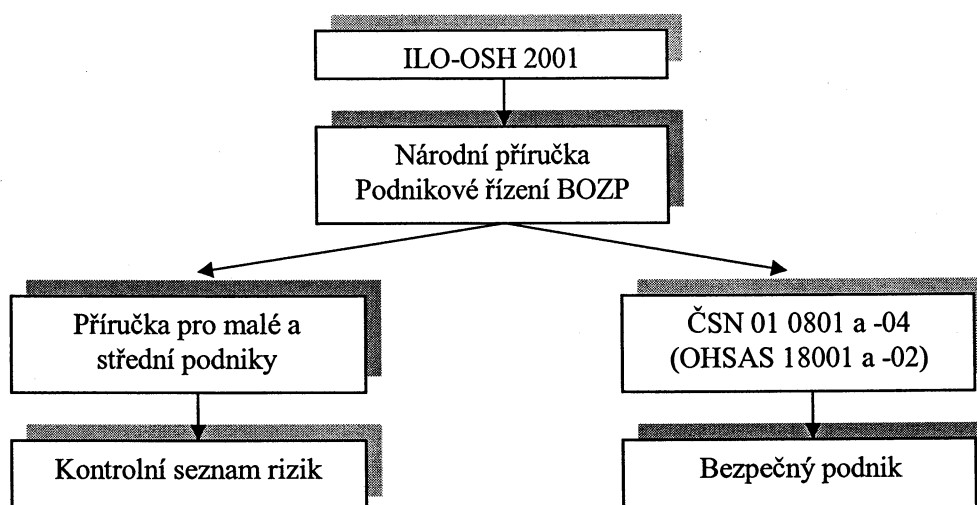 ILO-OSH 2001
Národní příručka
Podnikové řízení BOZP
Příručka pro malé a
střední podniky
ČSN 01 0801 a -04
(OHSAS 18001 a -02)
Kontrolní seznam rizik
Bezpečný podnik